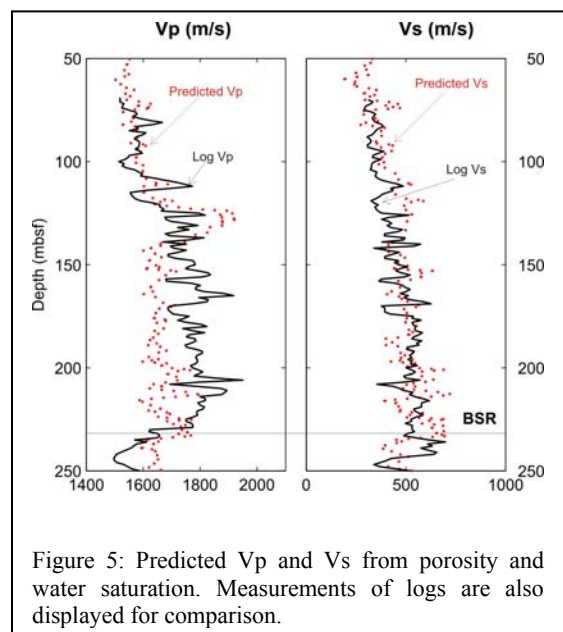 Vp (m/s)
Vs (m/s)
50
50
Predicted Vp
Predicted Vs
100
100
Log Vp
Log Vs
Depth (mbsf)
150
150
200
200
BSR
250
250
1400 1600 1800 2000
0 500 1000
Figure 5: Predicted Vp and Vs from porosity and
water saturation. Measurements of logs are also
displayed for comparison.